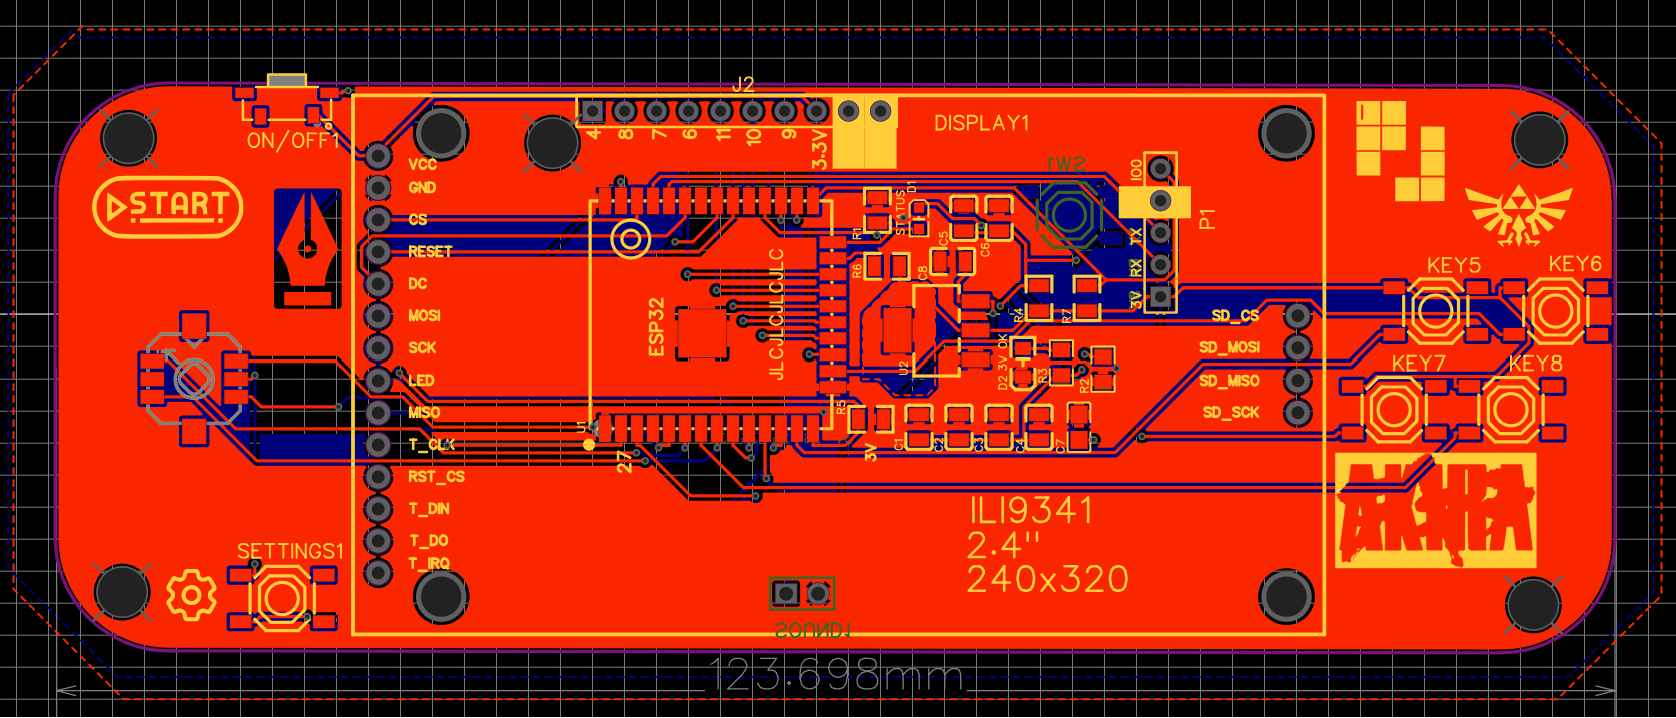 J2
ON/OFF1
DISPLAY1
4
8
7
6
11
10
9
3.3V
START
VCC
GND
CS
RESET
DC
MOSI
SCK
LED
MISO
T_CLK
RST_CS
T_DIN
T_DO
T_IRQ
SW1
IO0
TX
RX
3V
P1
STATUS
D1
R1
R6
C5
C6
C8
R4
R7
U2
D2 3V OK
R3
R2
R5
C1
C2
C3
C4
C7
3V
ESP32
JLCJLCJLCJLC
U1
27
SD_CS
SD_MOSI
SD_MISO
SD_SCK
KEY5
KEY6
KEY7
KEY8
ILI9341
2.4"
240x320
SETTINGS1
SOUND1
123.698mm